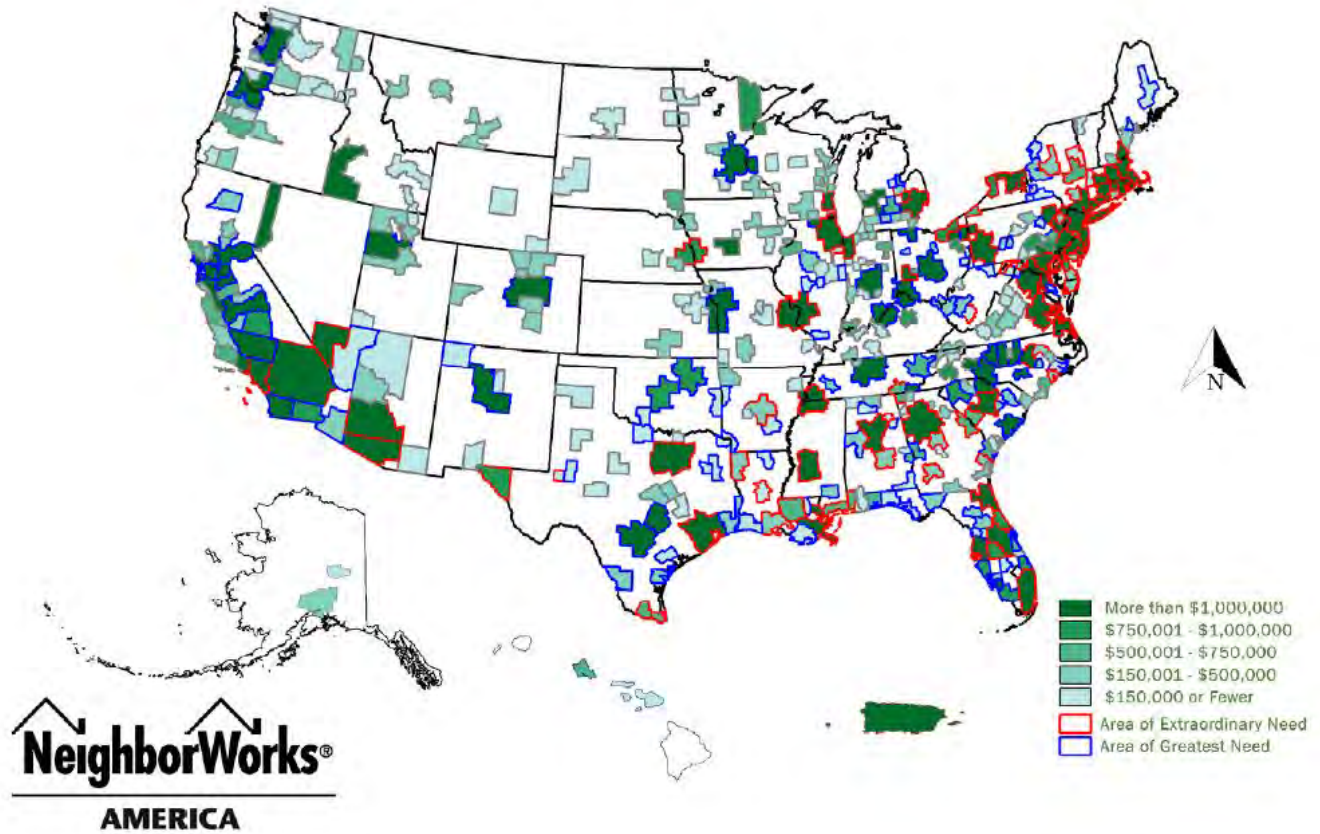 N
More than $1,000,000
$750,001 - $1,000,000
$500,001 - $750,000
$150,001 - $500,000
$150,000 or Fewer
Area of Extraordinary Need
Area of Greatest Need
NeighborWorks®
AMERICA